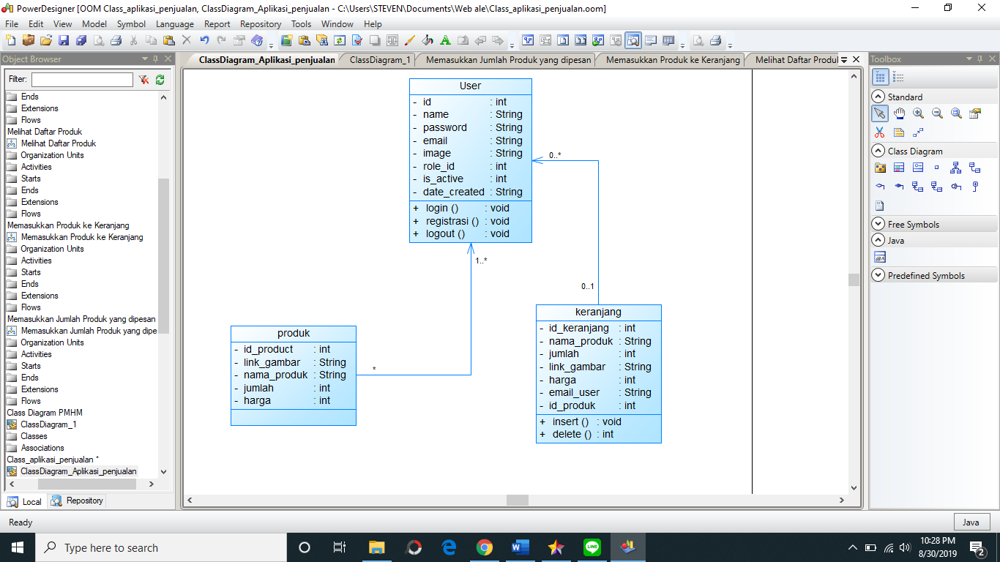 PowerDesigner [OOM Class_aplikasi_penjualan, ClassDiagram_Aplikasi_penjualan - C:\Users\STEVEN\Documents\Web ale\Class_aplikasi_penjualan.oom]
File Edit View Model Symbol Language Report Repository Tools Window Help
Object Browser
Filter:
Ends
Extensions
Flows
Melihat Daftar Produk
Melihat Daftar Produk
Organization Units
Activities
Starts
Ends
Extensions
Flows
Memasukkan Produk ke Keranjang
Memasukkan Produk ke Keranjang
Organization Units
Activities
Starts
Ends
Extensions
Flows
Memasukkan Jumlah Produk yang dipesan
Memasukkan Jumlah Produk yang dipe
Organization Units
Activities
Starts
Ends
Extensions
Flows
Class Diagram PMHM
ClassDiagram_1
Classes
Associations
Class_aplikasi_penjualan *
ClassDiagram_Aplikasi_penjualan
Local Repository
ClassDiagram_Aplikasi_penjualan ClassDiagram_1 Memasukkan Jumlah Produk yang dipesan Memasukkan Produk ke Keranjang Melihat Daftar Produl
User
- id : int
- name : String
- password : String
- email : String
- image : String
- role_id : int
- is_active : int
- date_created : String
+ login () : void
+ registrasi () : void
+ logout () : void
0..*
1..*
0..1
*
produk
- id_product : int
- link_gambar : String
- nama_produk : String
- jumlah : int
- harga : int
keranjang
- id_keranjang : int
- nama_produk : String
- jumlah : int
- link_gambar : String
- harga : int
- email_user : String
- id_produk : int
+ insert () : void
+ delete () : int
Toolbox
Standard
Class Diagram
Free Symbols
Java
Predefined Symbols
Ready
Java
Type here to search
10:28 PM
8/30/2019
2